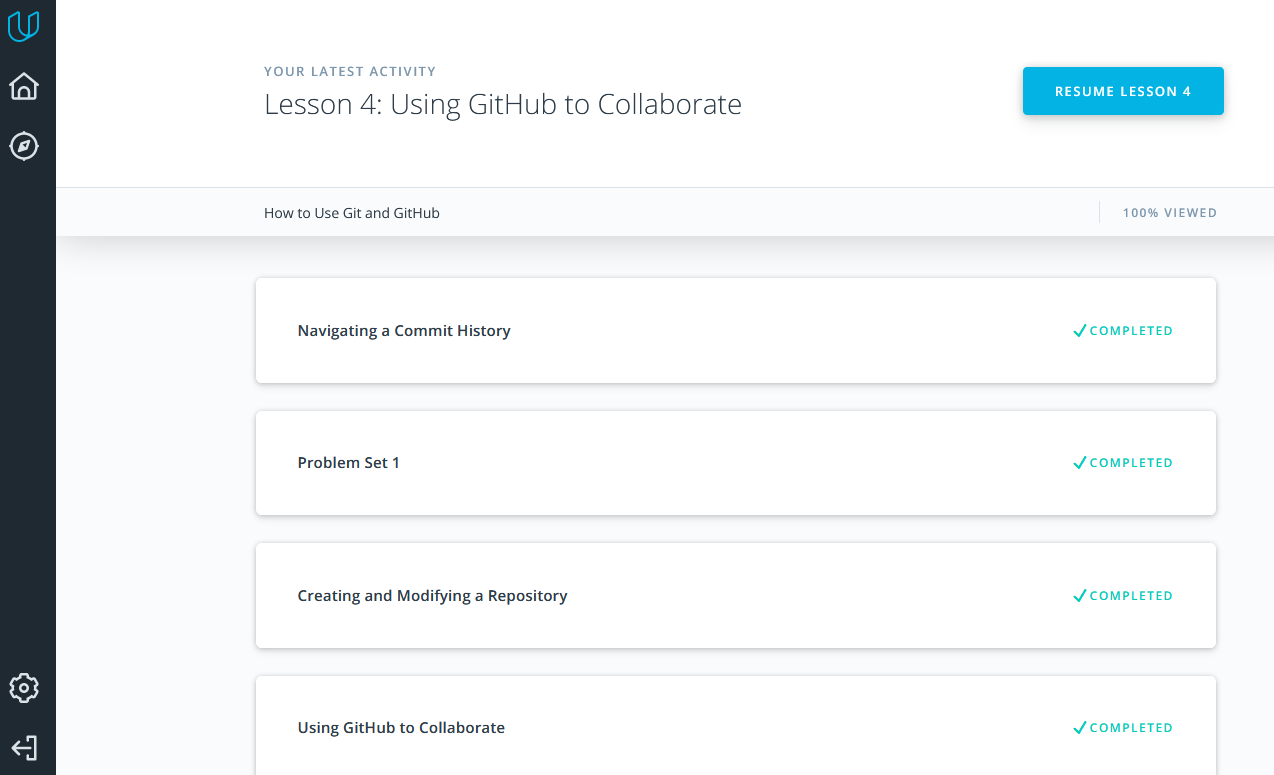 YOUR LATEST ACTIVITY
Lesson 4: Using GitHub to Collaborate
RESUME LESSON 4
How to Use Git and GitHub
100% VIEWED
Navigating a Commit History
COMPLETED
Problem Set 1
COMPLETED
Creating and Modifying a Repository
COMPLETED
Using GitHub to Collaborate
COMPLETED